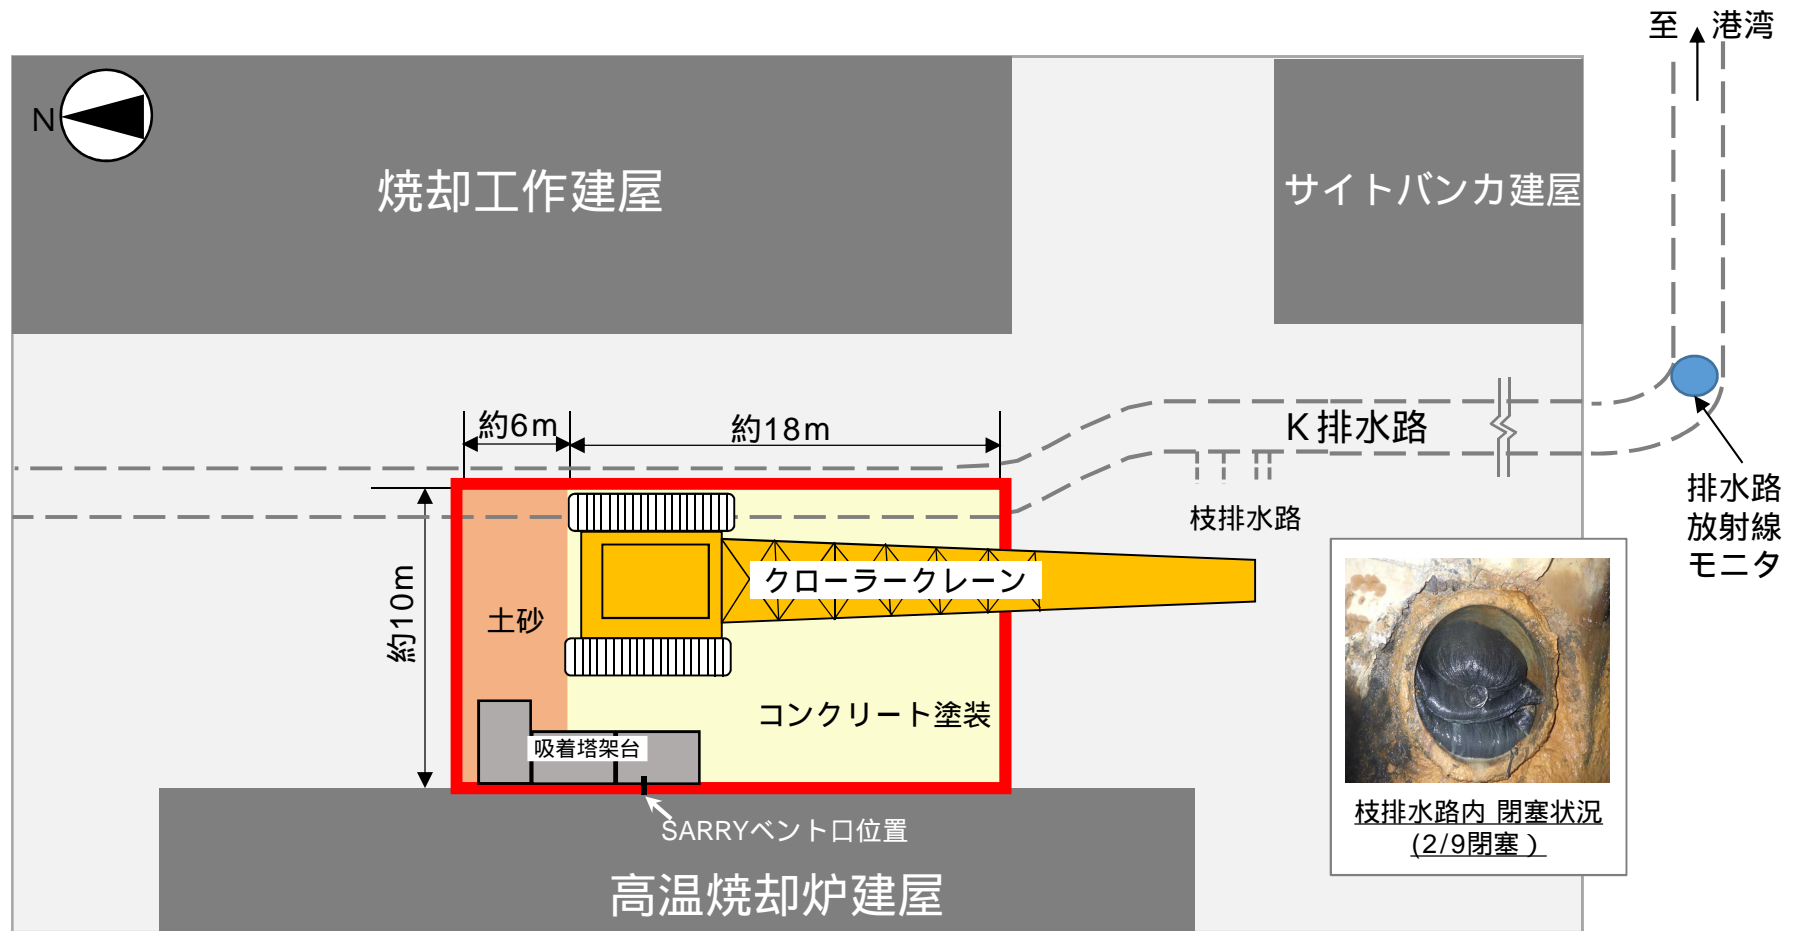 至 港湾
N
焼却工作建屋
サイトバンカ建屋
約6m
約18m
K排水路
枝排水路
排水路
放射線
モニタ
約10m
クローラークレーン
土砂
コンクリート塗装
吸着塔架台
SARRYベント口位置
高温焼却炉建屋
枝排水路内 閉塞状況
(2/9閉塞)